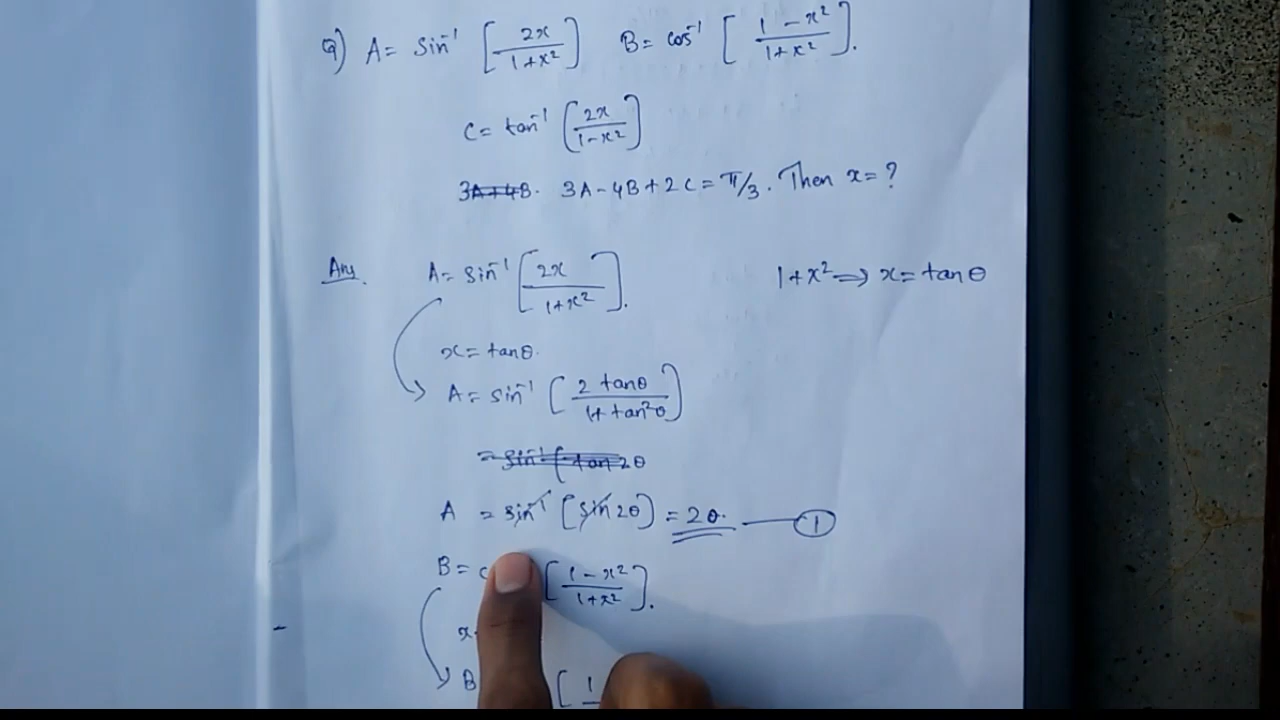 Q) A = sin⁻¹ [2x / 1+x²] B = cos⁻¹ [1-x² / 1+x²].
C = tan⁻¹ [2x / 1-x²]
3A+4B. 3A-4B+2C = π/3. Then x = ?
Ans. A = sin⁻¹ [2x / 1+x²]. 1+x² ⇒ x = tanθ
x = tanθ.
A = sin⁻¹ [2 tanθ / 1+tan²θ]
= sin⁻¹ [tan 2θ
A = sin⁻¹ [sin 2θ] = 2θ. ①
B = c [1-x² / 1+x²].
x
B [1